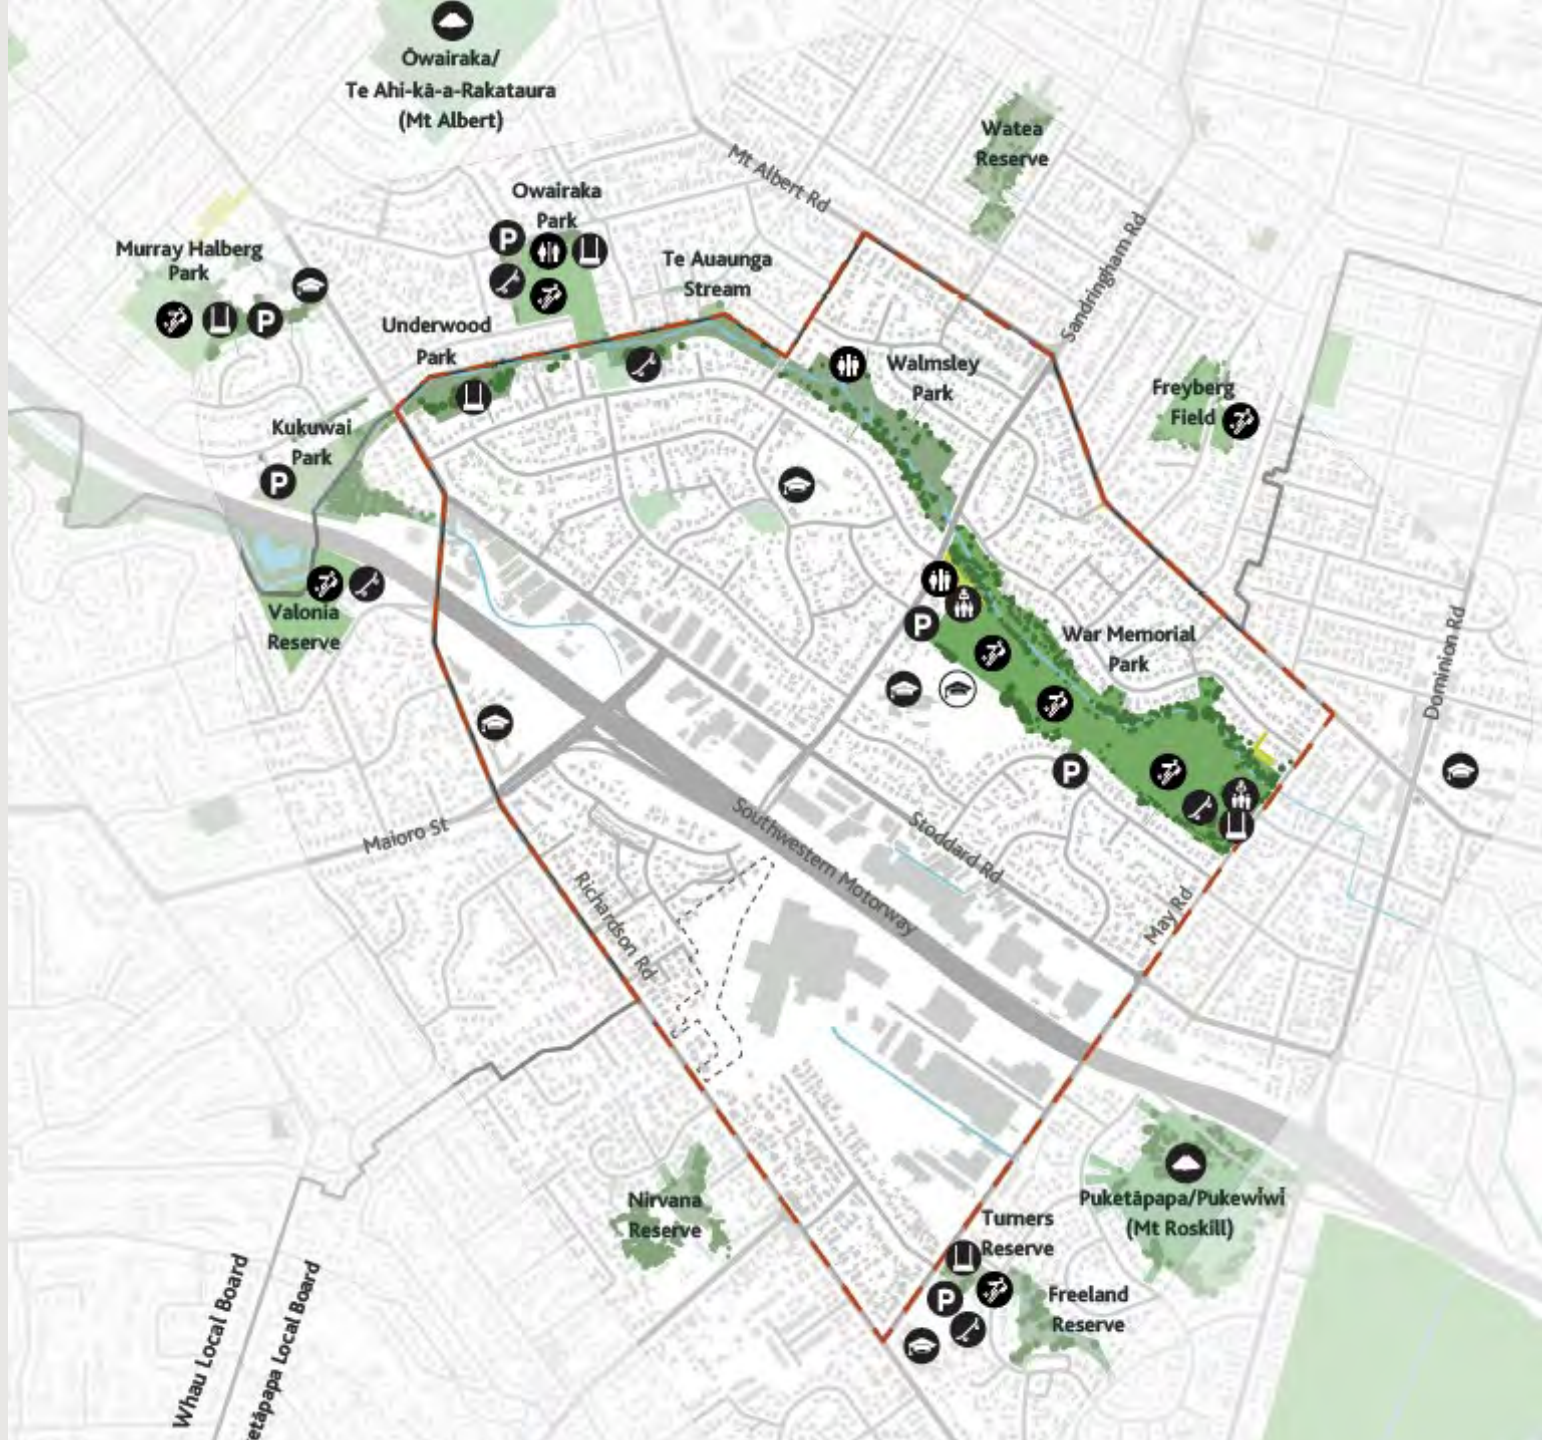 Ōwairaka/
Te Ahi-kā-a-Rakataura
(Mt Albert)
Watea
Reserve
Mt Albert Rd
Owairaka
Park
Sandringham Rd
Murray Halberg
Park
Te Auaunga
Stream
Underwood
Park
Walmsley
Park
Freyberg
Field
Kukuwai
Park
P
P
P
Valonia
Reserve
P
War Memorial
Park
Dominion Rd
P
Maioro St
Southwestern Motorway
Stoddard Rd
Richardson Rd
May Rd
Nirvana
Reserve
Puketāpapa/Pukewīwī
(Mt Roskill)
Turners
Reserve
P
Freeland
Reserve
Whau Local Board
etāpapa Local Board